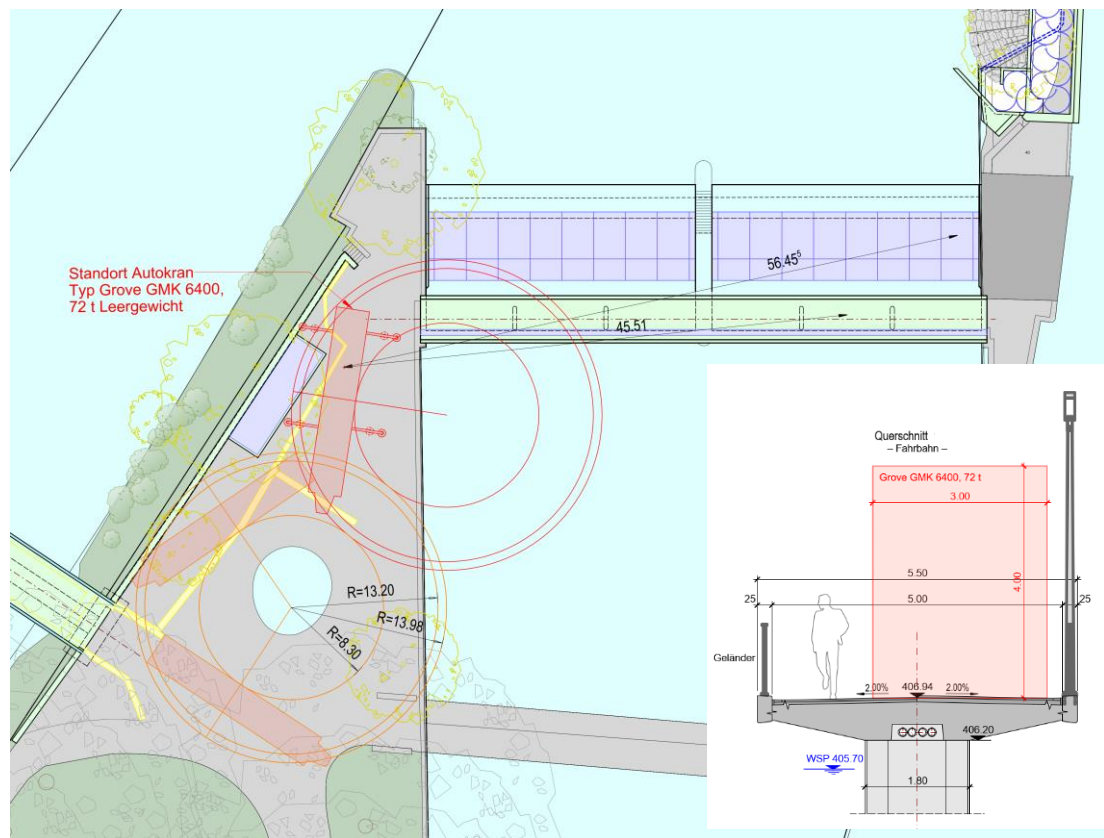 Standort Autokran
Typ Grove GMK 6400,
72 t Leergewicht
56.45⁵
45.51
R=13.20
R=13.98
R=8.30
Querschnitt
– Fahrbahn –
Grove GMK 6400, 72 t
3.00
4.00
5.50
25
5.00
25
Geländer
2.00%
406.94
2.00%
406.20
WSP 405.70
1.80